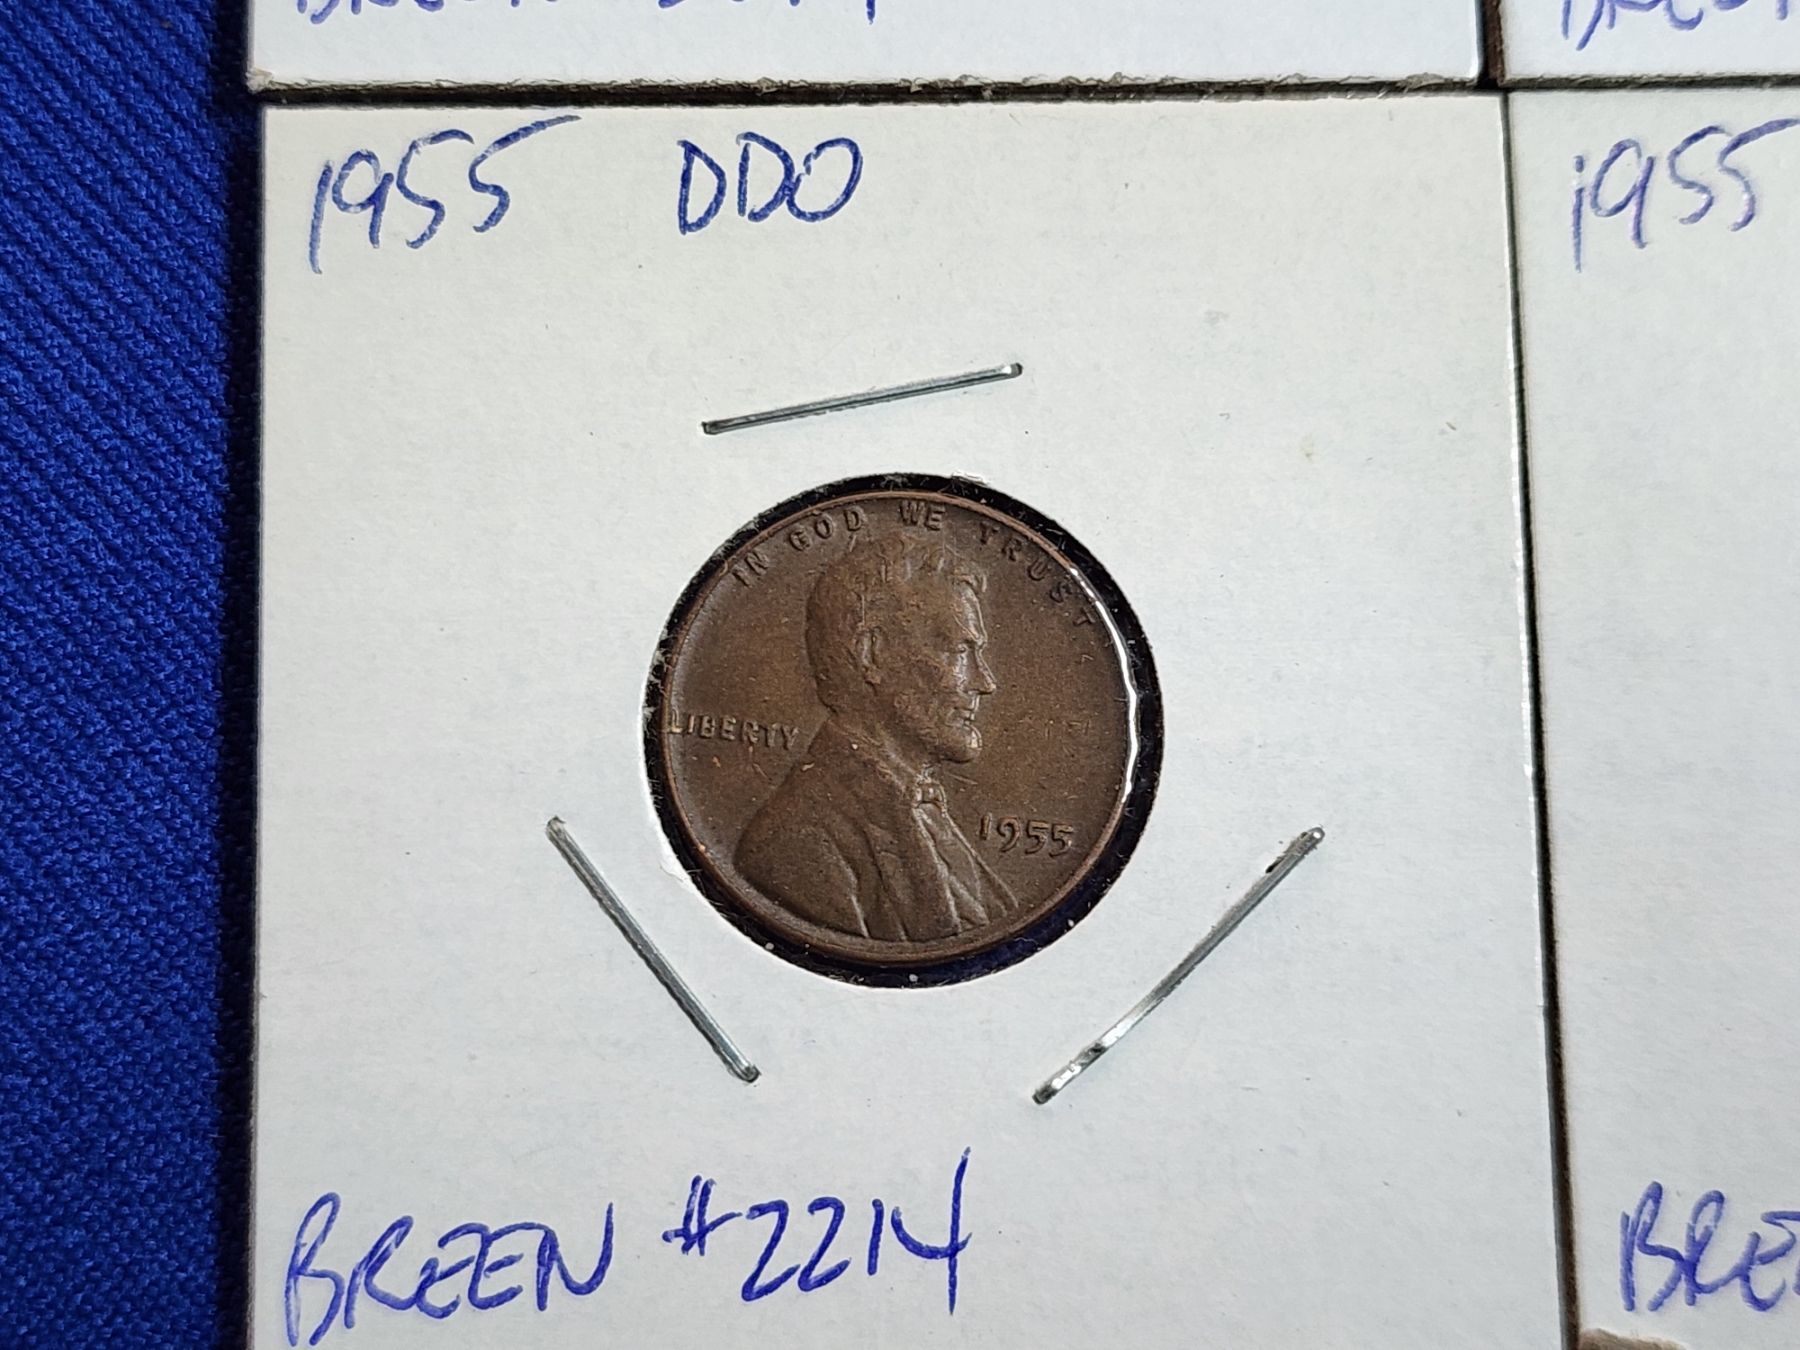 1955 DDO
1955
IN GOD WE TRUST
LIBERTY
1955
BREEN #2214